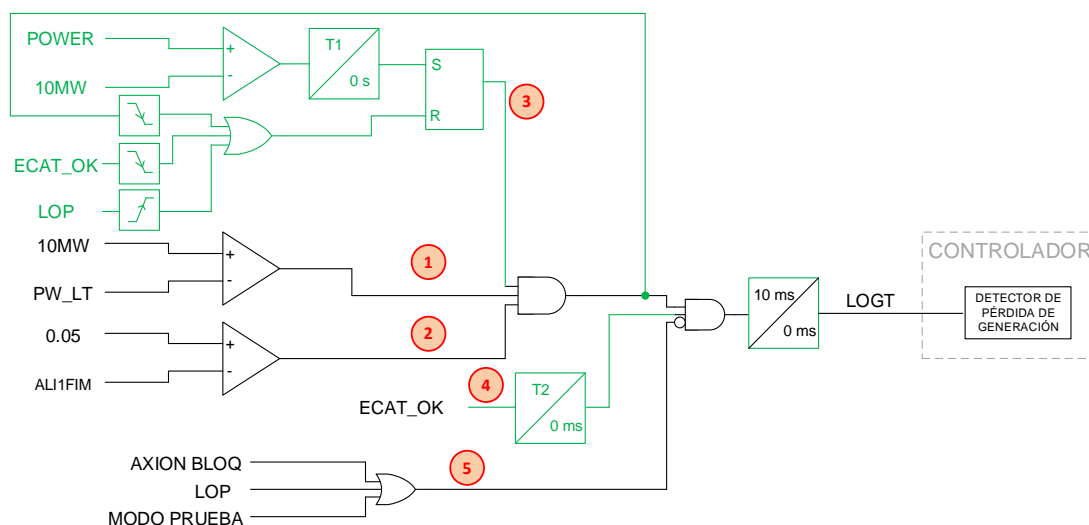 POWER
+
T1
-
10MW
0 s
S
R
3
ECAT_OK
LOP
10MW
+
1
-
PW_LT
CONTROLADOR
10 ms
0 ms
LOGT
DETECTOR DE
PÉRDIDA DE
GENERACIÓN
0.05
+
2
-
ALI1FIM
4
ECAT_OK
T2
0 ms
AXION BLOQ
5
LOP
MODO PRUEBA